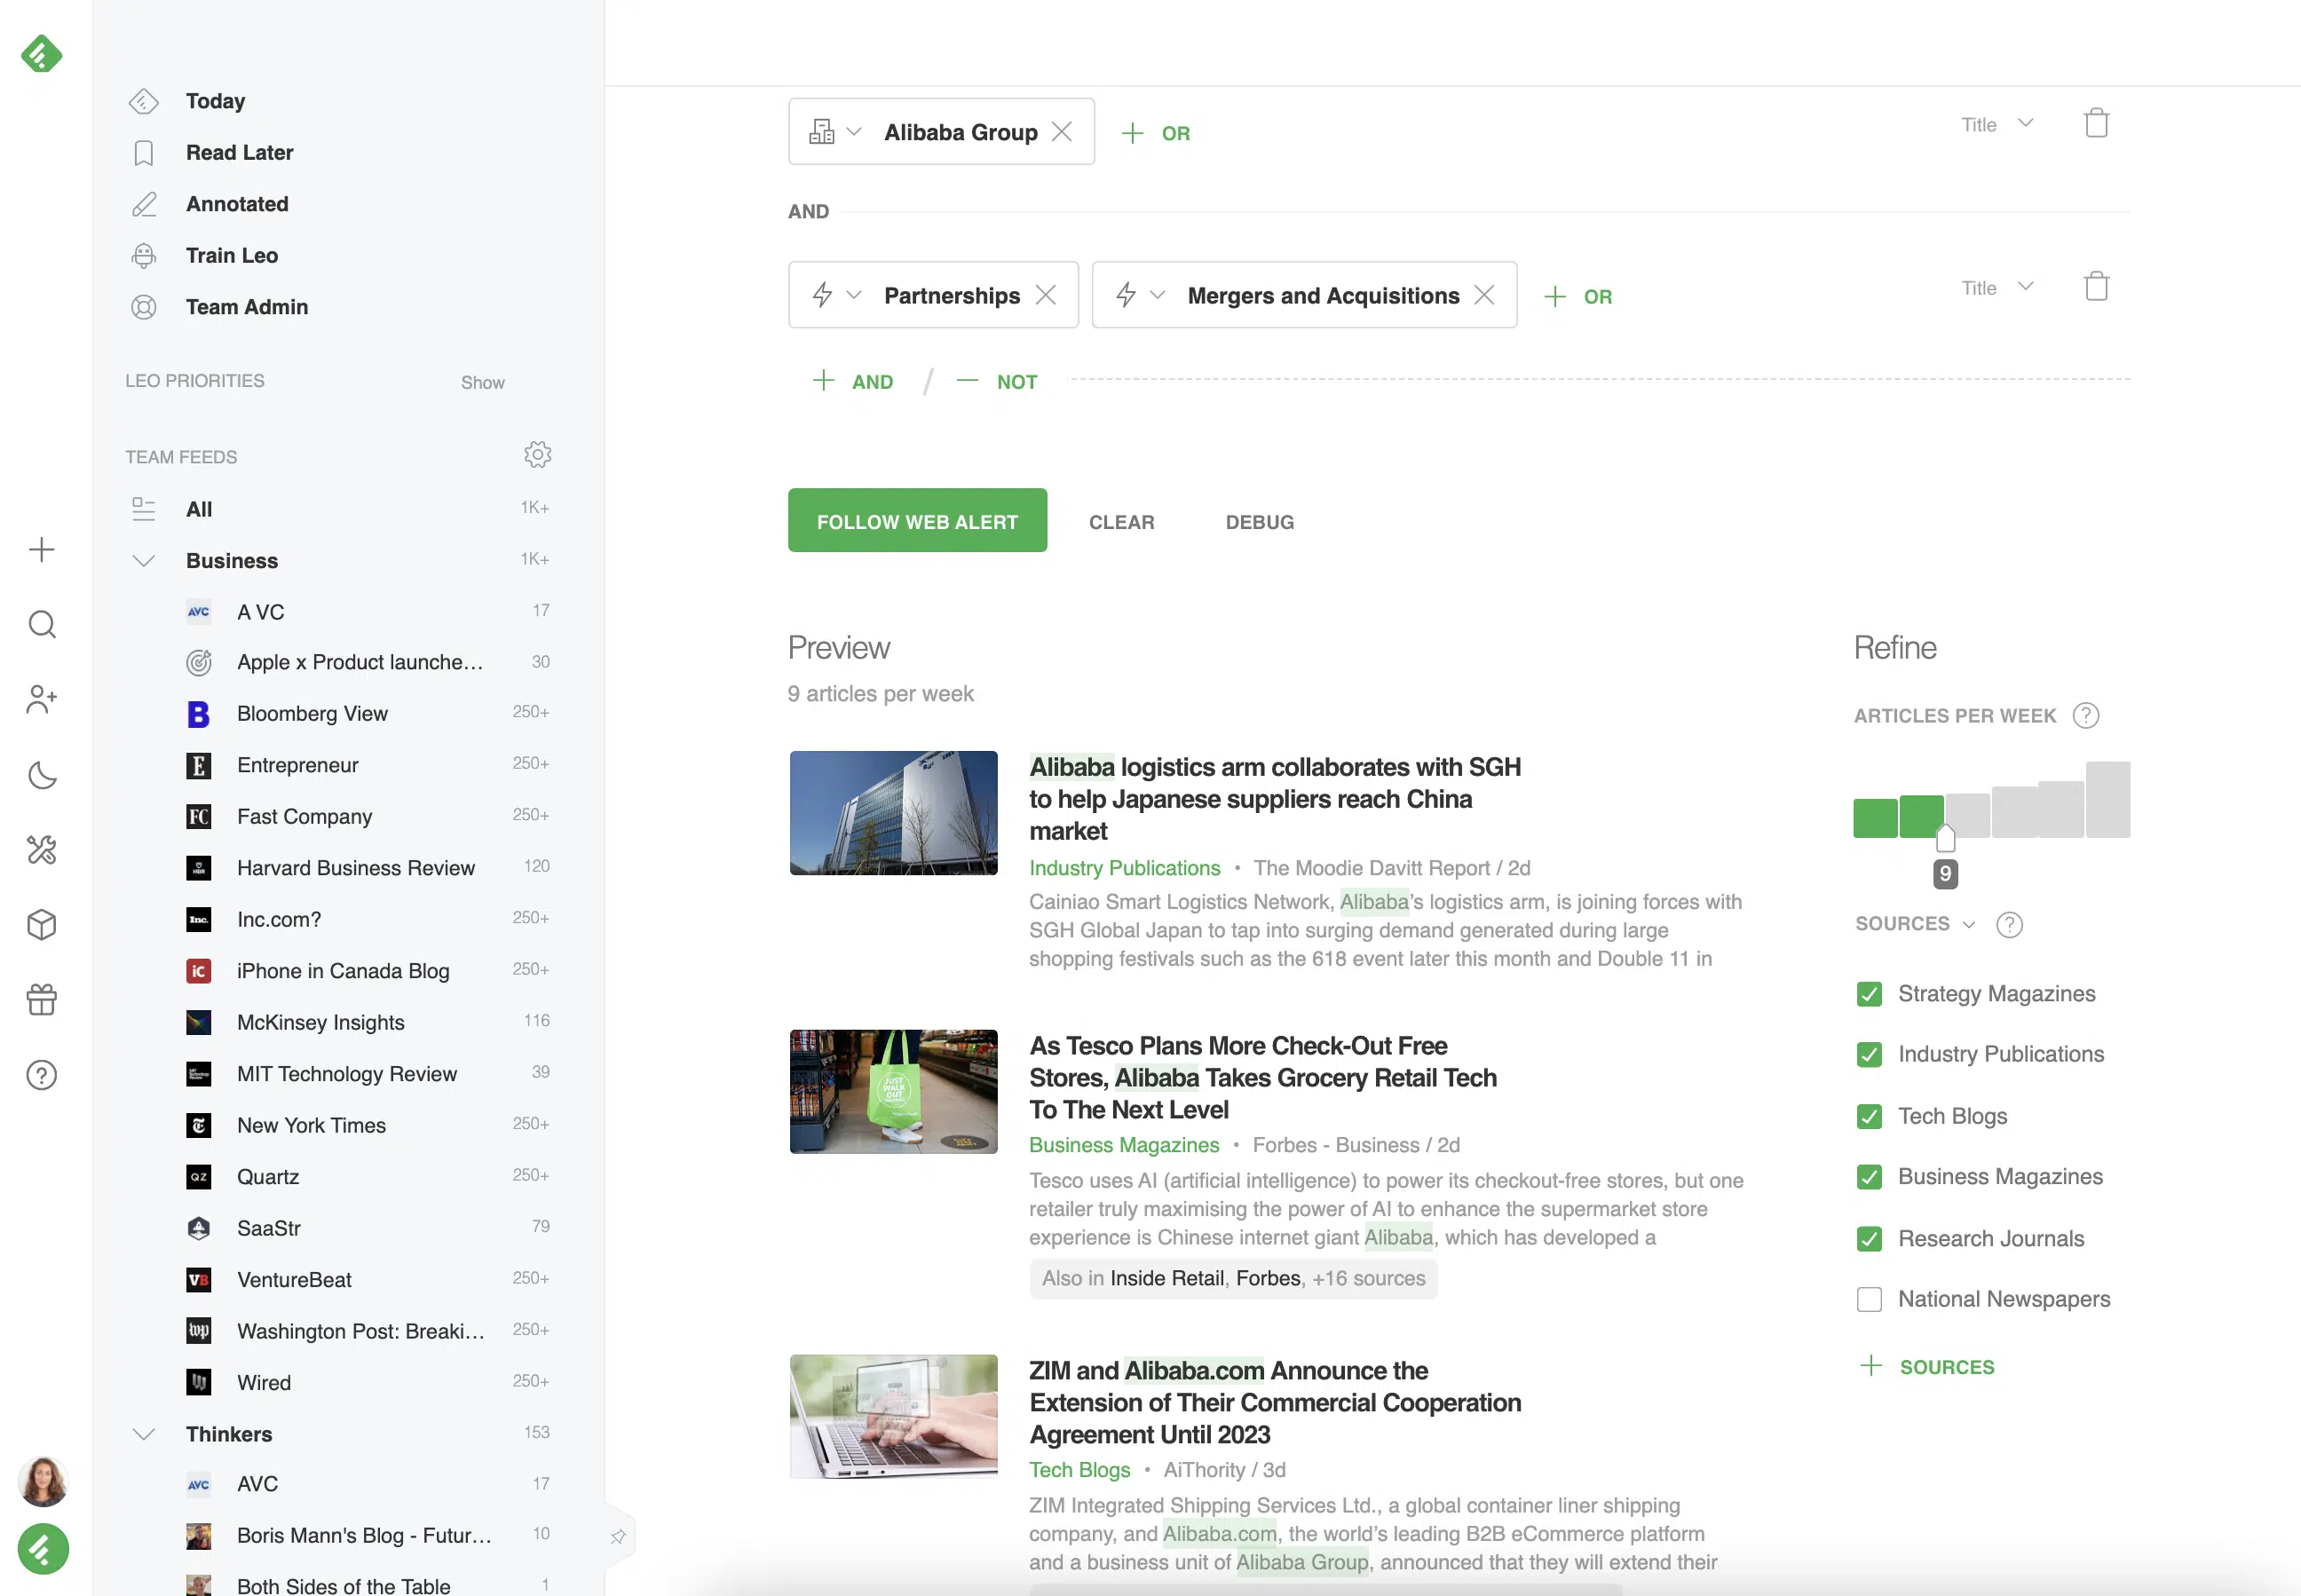 Today
Read Later
Annotated
Train Leo
Team Admin
LEO PRIORITIES Show
TEAM FEEDS
All 1K+
Business 1K+
A VC 17
Apple x Product launche... 30
Bloomberg View 250+
Entrepreneur 250+
Fast Company 250+
Harvard Business Review 120
Inc.com? 250+
iPhone in Canada Blog 250+
McKinsey Insights 116
MIT Technology Review 39
New York Times 250+
Quartz 250+
SaaStr 79
VentureBeat 250+
Washington Post: Breaki... 250+
Wired 250+
Thinkers 153
AVC 17
Boris Mann's Blog - Futur... 10
Both Sides of the Table 1
Alibaba Group + OR Title
AND
Partnerships Mergers and Acquisitions + OR Title
+ AND / — NOT
FOLLOW WEB ALERT CLEAR DEBUG
Preview
9 articles per week
Alibaba logistics arm collaborates with SGH
to help Japanese suppliers reach China
market
Industry Publications • The Moodie Davitt Report / 2d
Cainiao Smart Logistics Network, Alibaba’s logistics arm, is joining forces with
SGH Global Japan to tap into surging demand generated during large
shopping festivals such as the 618 event later this month and Double 11 in
As Tesco Plans More Check-Out Free
Stores, Alibaba Takes Grocery Retail Tech
To The Next Level
Business Magazines • Forbes - Business / 2d
Tesco uses AI (artificial intelligence) to power its checkout-free stores, but one
retailer truly maximising the power of AI to enhance the supermarket store
experience is Chinese internet giant Alibaba, which has developed a
Also in Inside Retail, Forbes, +16 sources
ZIM and Alibaba.com Announce the
Extension of Their Commercial Cooperation
Agreement Until 2023
Tech Blogs • AiThority / 3d
ZIM Integrated Shipping Services Ltd., a global container liner shipping
company, and Alibaba.com, the world’s leading B2B eCommerce platform
and a business unit of Alibaba Group, announced that they will extend their
Refine
ARTICLES PER WEEK ?
9
SOURCES ?
Strategy Magazines
Industry Publications
Tech Blogs
Business Magazines
Research Journals
National Newspapers
+ SOURCES